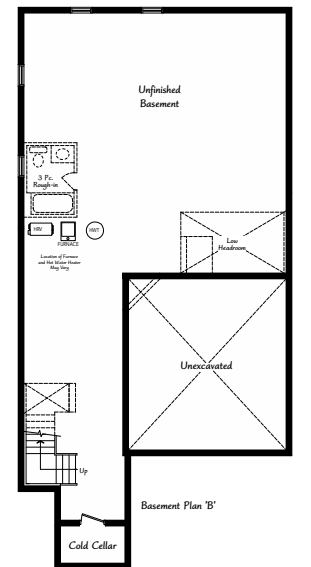 Unfinished
Basement
3 Pc.
Rough-in
HRV
FURNACE
HWT
Location of Furnace
and Hot Water Heater
May Vary
Low
Headroom
Unexcavated
Up
Basement Plan 'B'
Cold Cellar